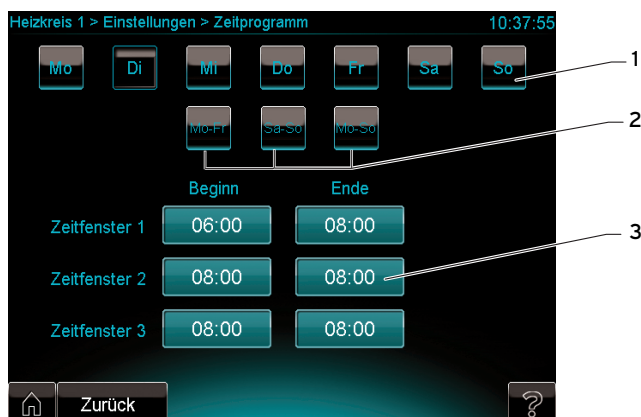 Heizkreis 1 > Einstellungen > Zeitprogramm 10:37:55
Mo Di Mi Do Fr Sa So 1
Mo-Fr Sa-So Mo-So 2
Beginn Ende
Zeitfenster 1 06:00 08:00 3
Zeitfenster 2 08:00 08:00
Zeitfenster 3 08:00 08:00
Zurück ?